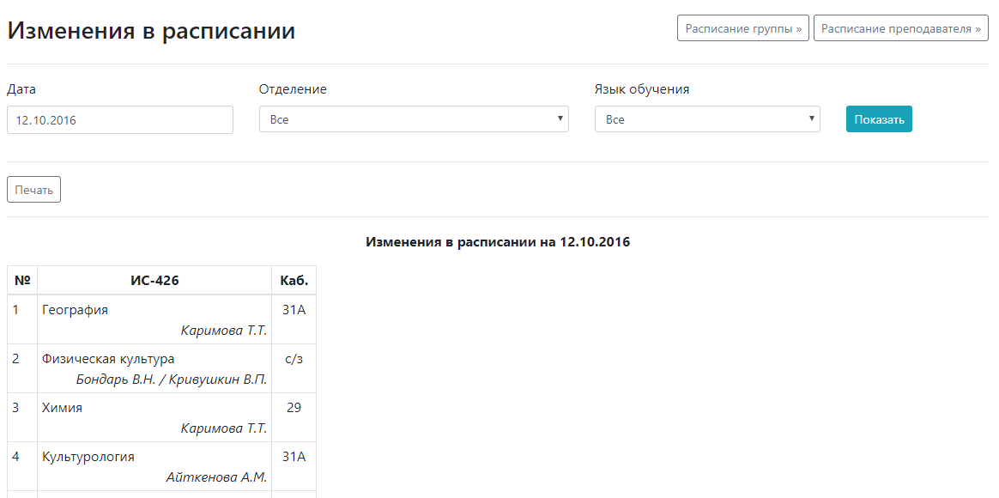 Изменения в расписании
Расписание группы »
Расписание преподавателя »
Дата
Отделение
Язык обучения
12.10.2016
Все
Все
Показать
Печать
Изменения в расписании на 12.10.2016
№ ИС-426 Каб.
1 География 31А
Каримова Т.Т.
2 Физическая культура с/з
Бондарь В.Н. / Кривушкин В.П.
3 Химия 29
Каримова Т.Т.
4 Культурология 31А
Айткенова А.М.